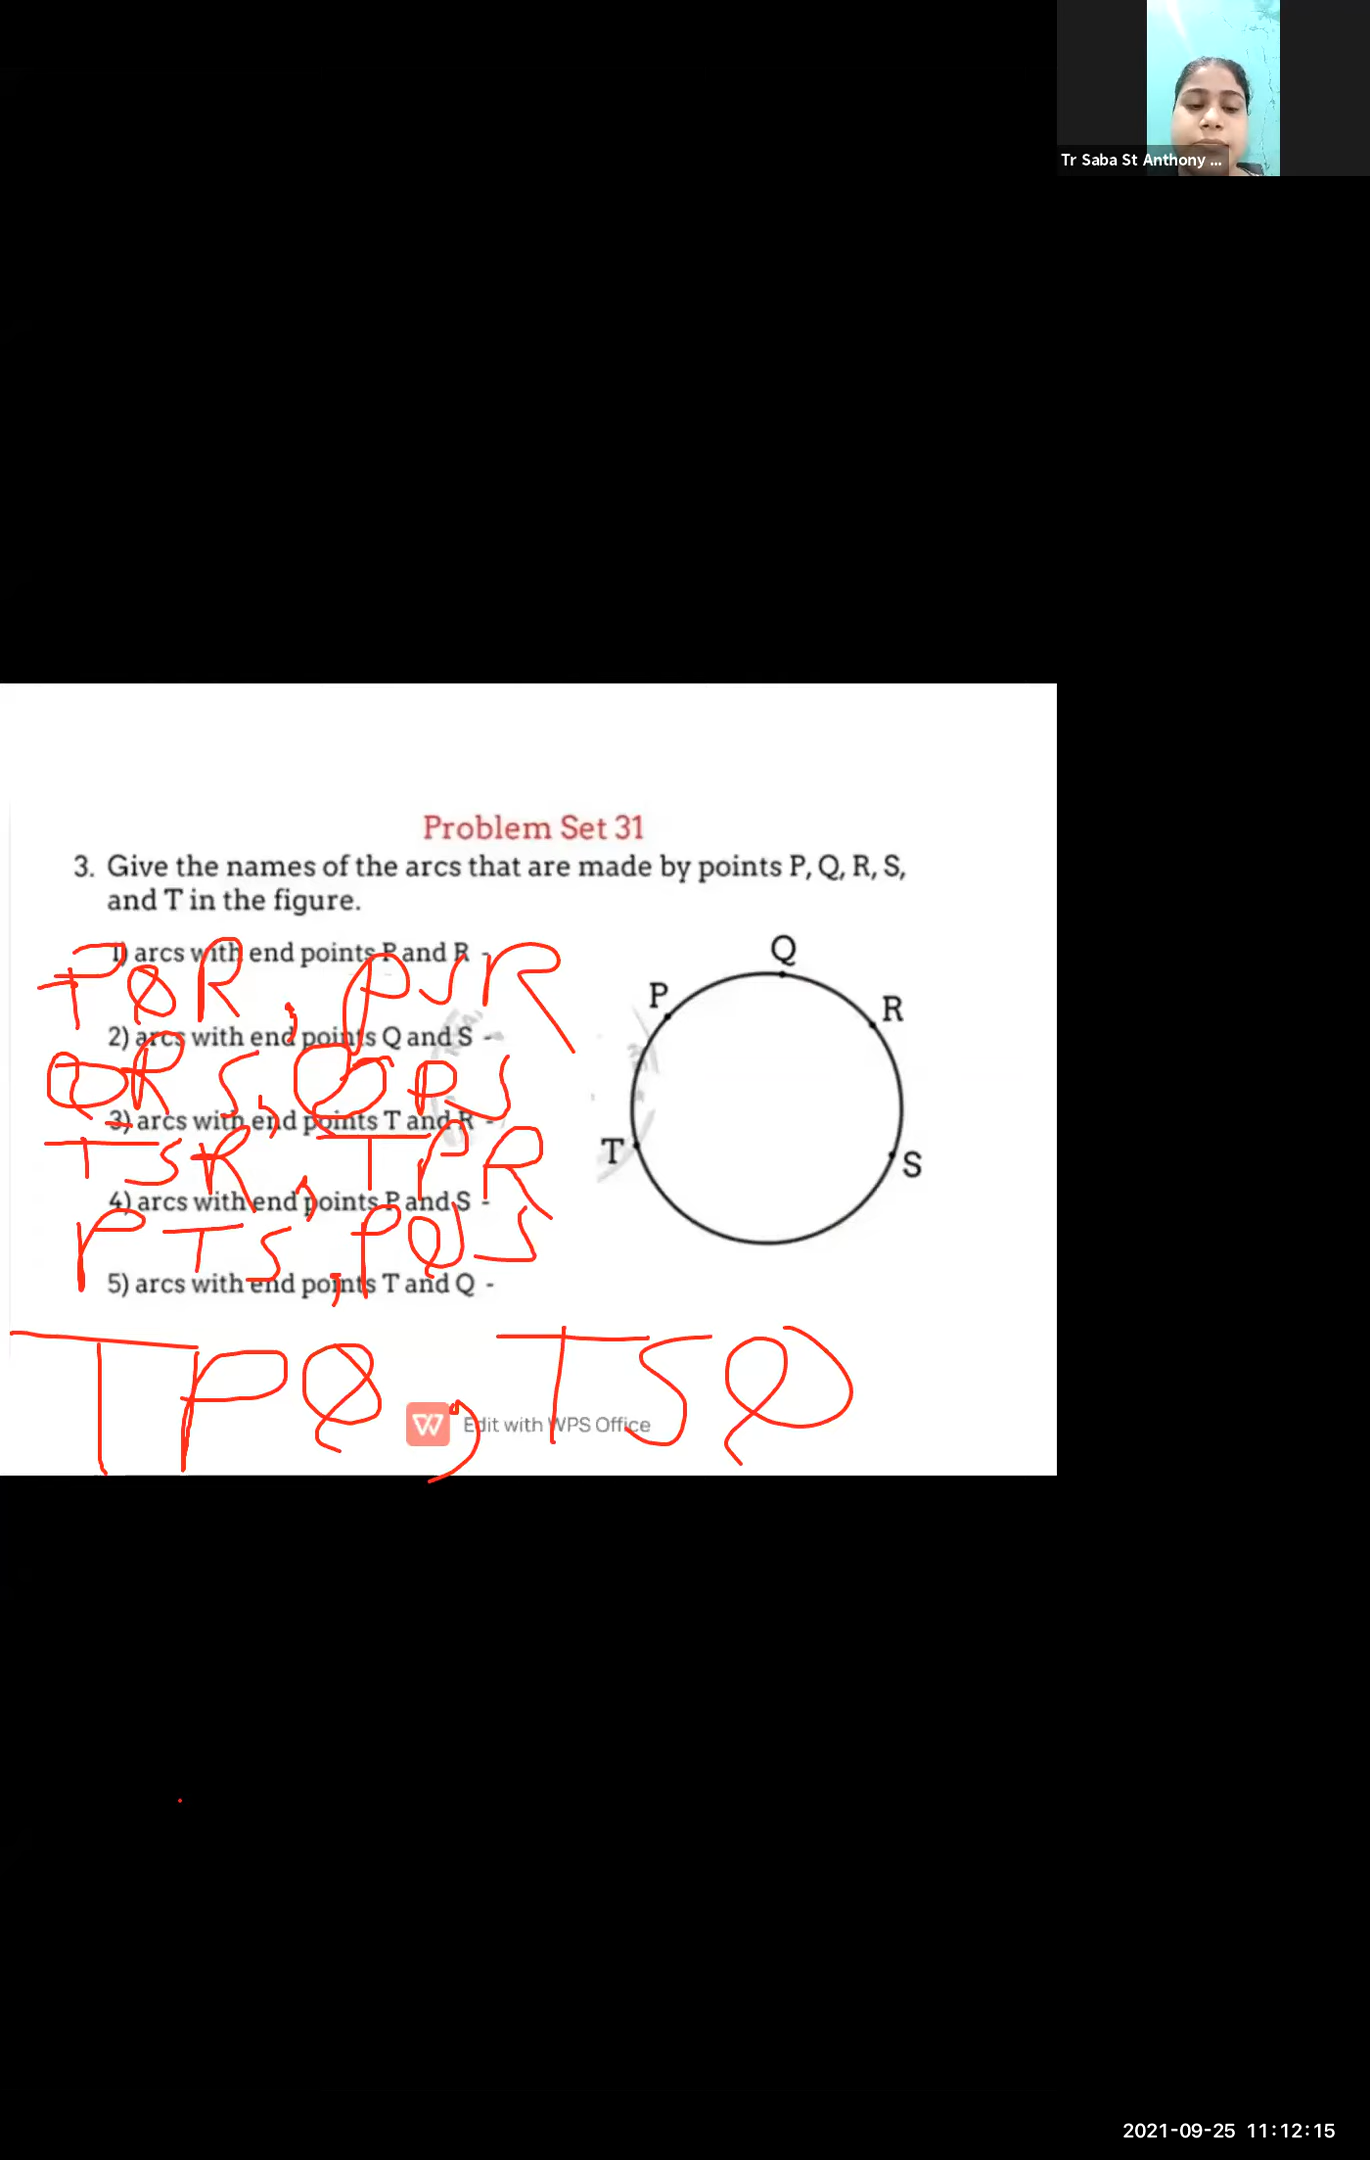 Tr Saba St Anthony ...
Problem Set 31
3. Give the names of the arcs that are made by points P, Q, R, S,
and T in the figure.
1) arcs with end points P and R -
PQR, PSR
2) arcs with end points Q and S -
QRS, QPS
3) arcs with end points T and R -
TSR, TPR
4) arcs with end points P and S -
PTS, PQS
5) arcs with end points T and Q -
TPQ, TSQ
Q
P
R
T
S
Edit with WPS Office
2021-09-25 11:12:15